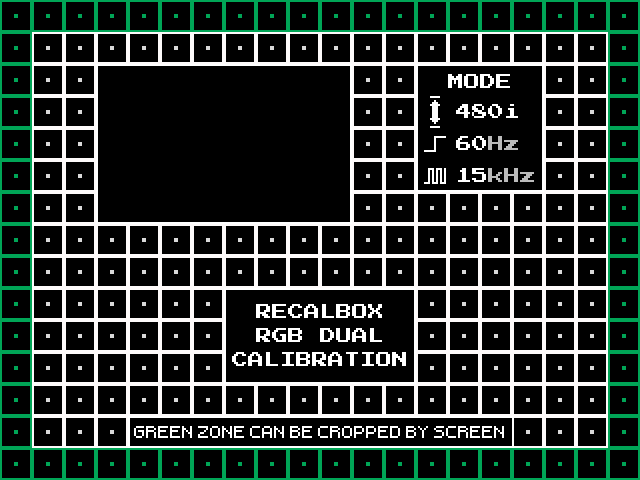 MODE
480i
60Hz
15kHz
RECALBOX
RGB DUAL
CALIBRATION
GREEN ZONE CAN BE CROPPED BY SCREEN